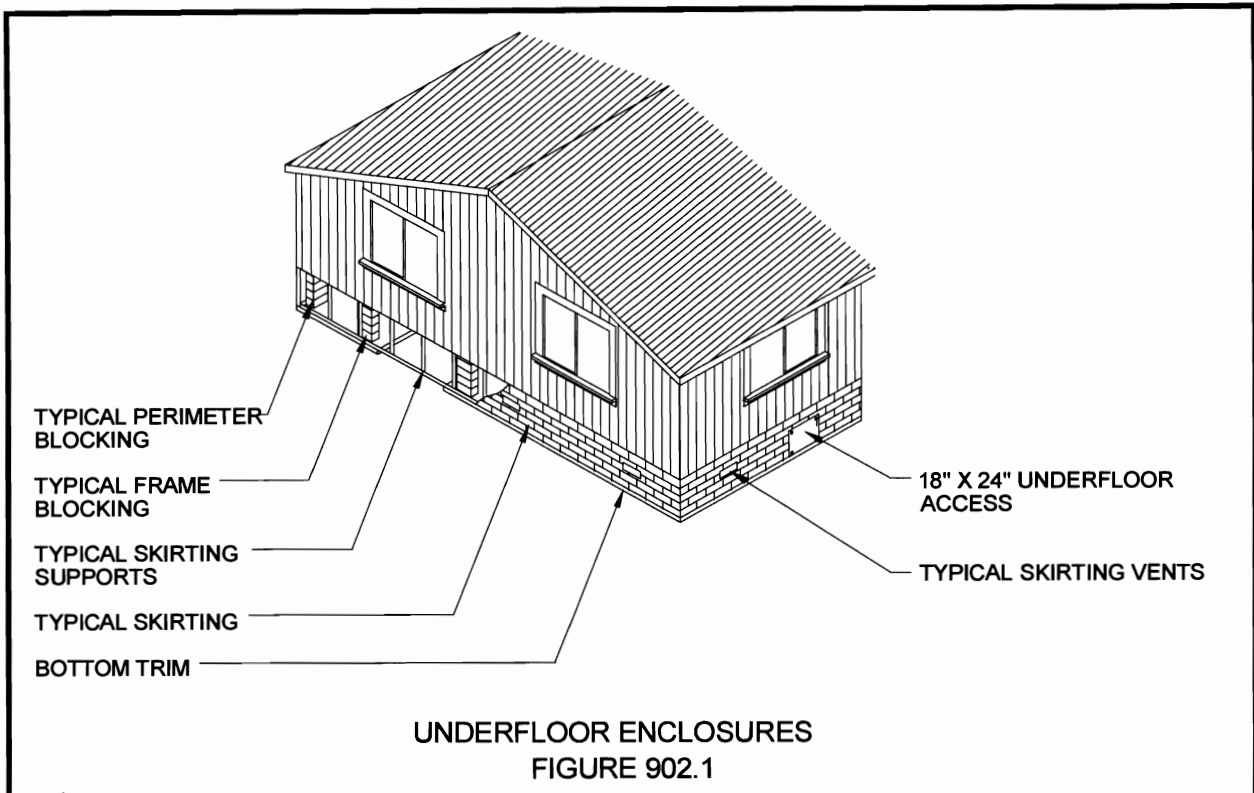 TYPICAL PERIMETER
BLOCKING
TYPICAL FRAME
BLOCKING
TYPICAL SKIRTING
SUPPORTS
TYPICAL SKIRTING
BOTTOM TRIM
18" X 24" UNDERFLOOR
ACCESS
TYPICAL SKIRTING VENTS
UNDERFLOOR ENCLOSURES
FIGURE 902.1